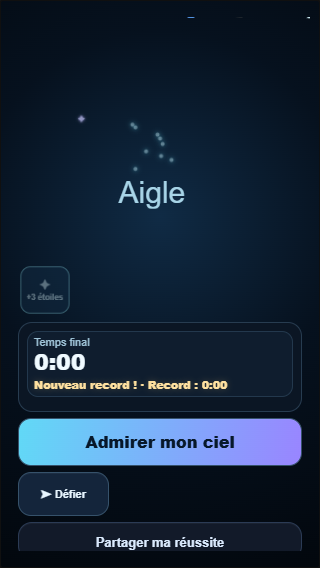 Aigle
+3 étoiles
Temps final
0:00
Nouveau record ! - Record : 0:00
Admirer mon ciel
➤ Défier
Partager ma réussite